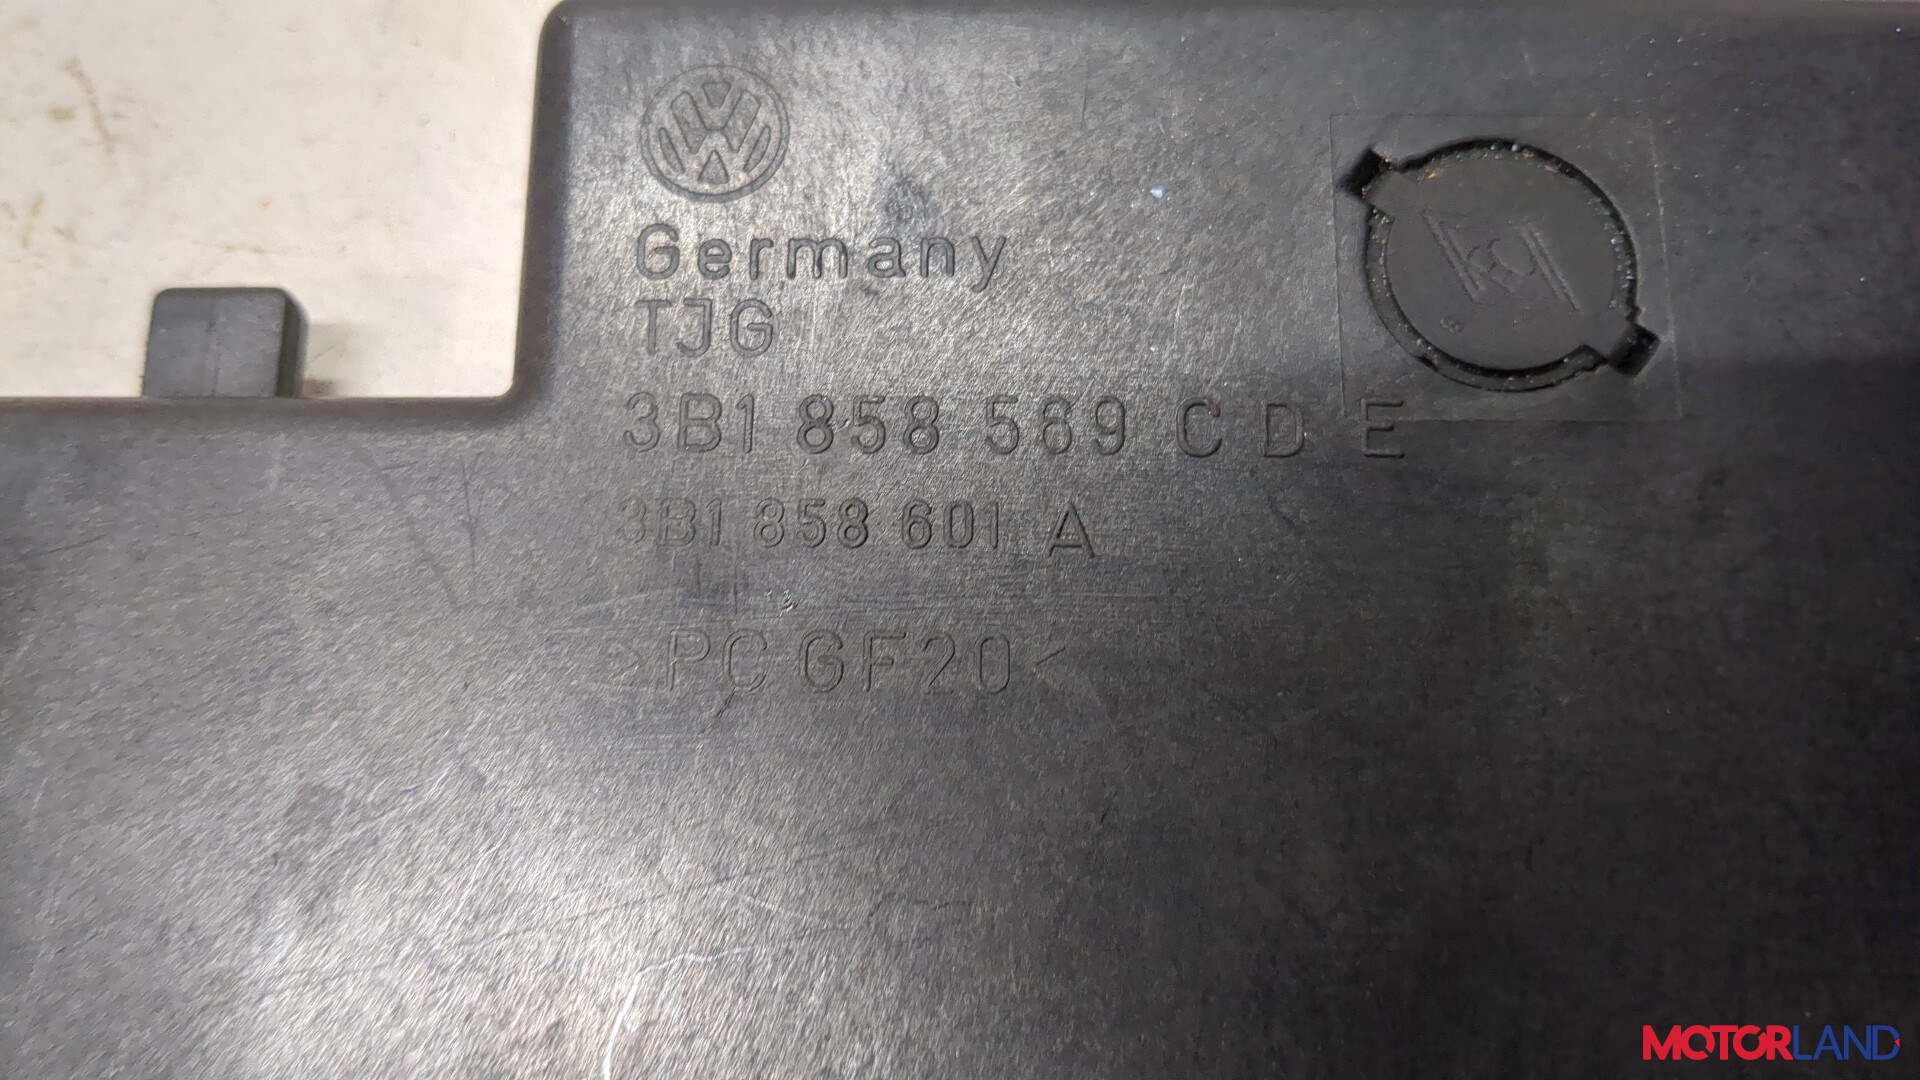 Germany
TJG
3B1 858 569 C D E
3B1 858 601 A
>PC GF20<
MOTORLAND